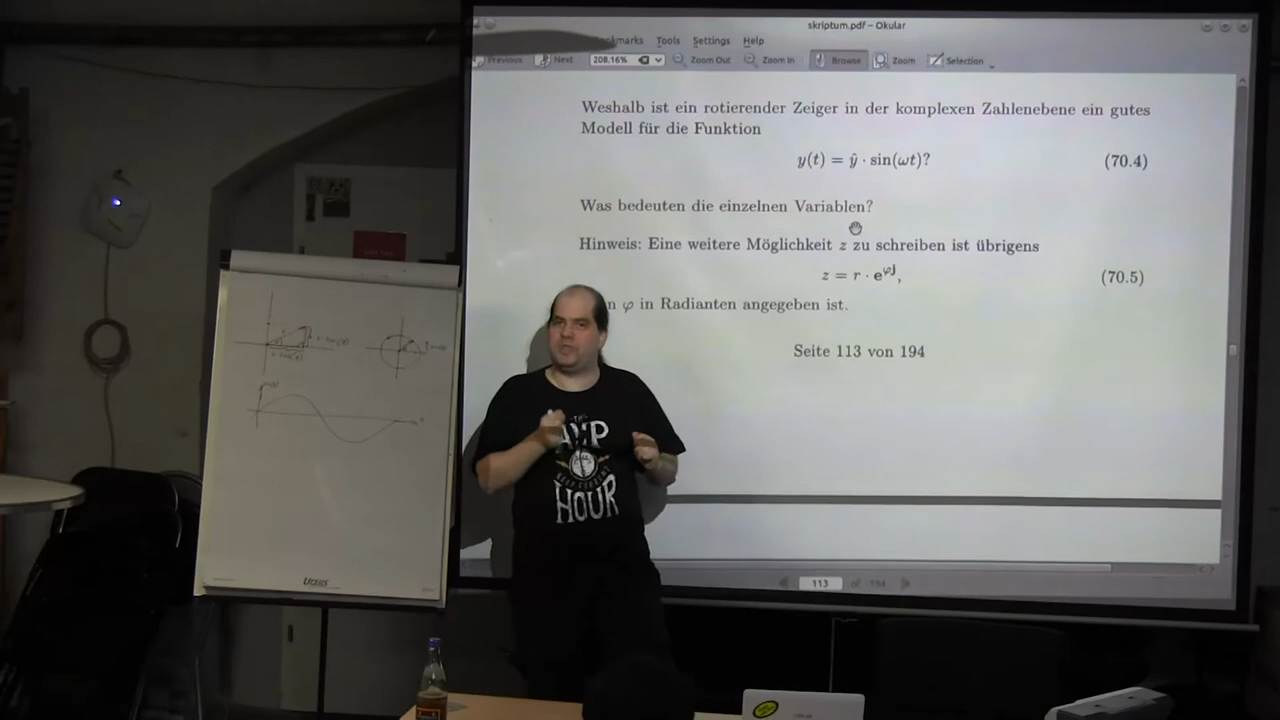 skriptum.pdf – Okular
Tools Settings Help
Previous Next 208.16% Zoom Out Zoom In Browse Zoom Selection
Weshalb ist ein rotierender Zeiger in der komplexen Zahlenebene ein gutes
Modell für die Funktion
y(t) = ŷ · sin(ωt)? (70.4)
Was bedeuten die einzelnen Variablen?
Hinweis: Eine weitere Möglichkeit z zu schreiben ist übrigens
z = r · e^φj, (70.5)
φ in Radianten angegeben ist.
Seite 113 von 194
113 of 194
AMP
HOUR